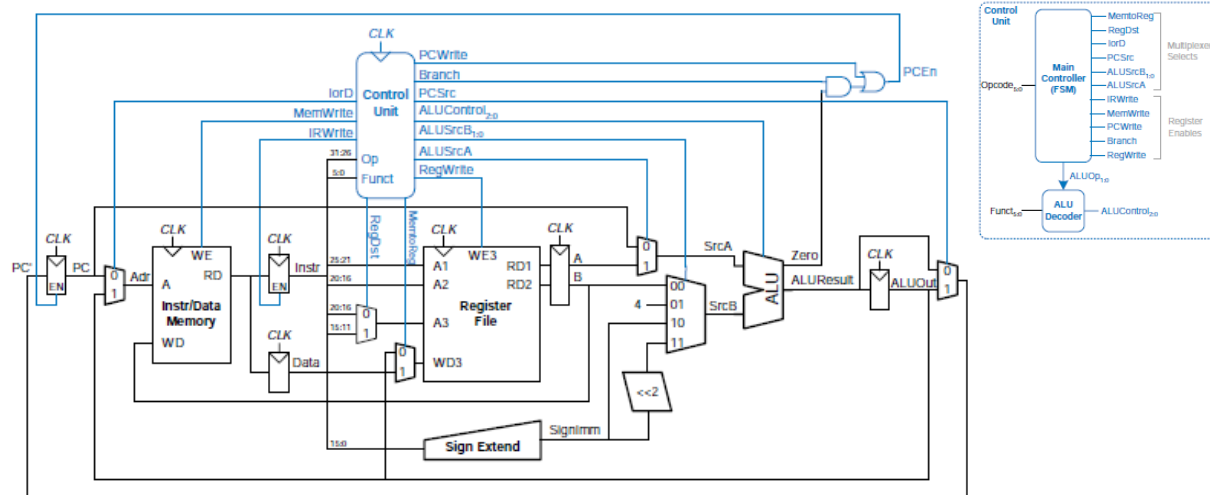 CLK
PCWrite
Branch
PCEn
IorD
Control
Unit
PCSrc
MemWrite
ALUControl2:0
IRWrite
ALUSrcB1:0
31:26
Op
ALUSrcA
5:0
Funct
RegWrite
RegDst
MemtoReg
CLK
CLK
CLK
CLK
CLK
CLK
PC'
PC
EN
0
1
Adr
WE
RD
A
Instr/Data
Memory
WD
EN
Instr
25:21
20:16
20:16
15:11
0
1
A1
A2
A3
WD3
WE3
RD1
RD2
Register
File
A
B
0
1
SrcA
4
00
01
10
11
SrcB
ALU
Zero
ALUResult
ALUOut
0
1
CLK
Data
0
1
<<2
15:0
Sign Extend
SignImm
Control
Unit
Opcode5:0
Main
Controller
(FSM)
MemtoReg
RegDst
IorD
PCSrc
ALUSrcB1:0
ALUSrcA
Multiplexer
Selects
IRWrite
MemWrite
PCWrite
Branch
RegWrite
Register
Enables
ALUOp1:0
Funct5:0
ALU
Decoder
ALUControl2:0